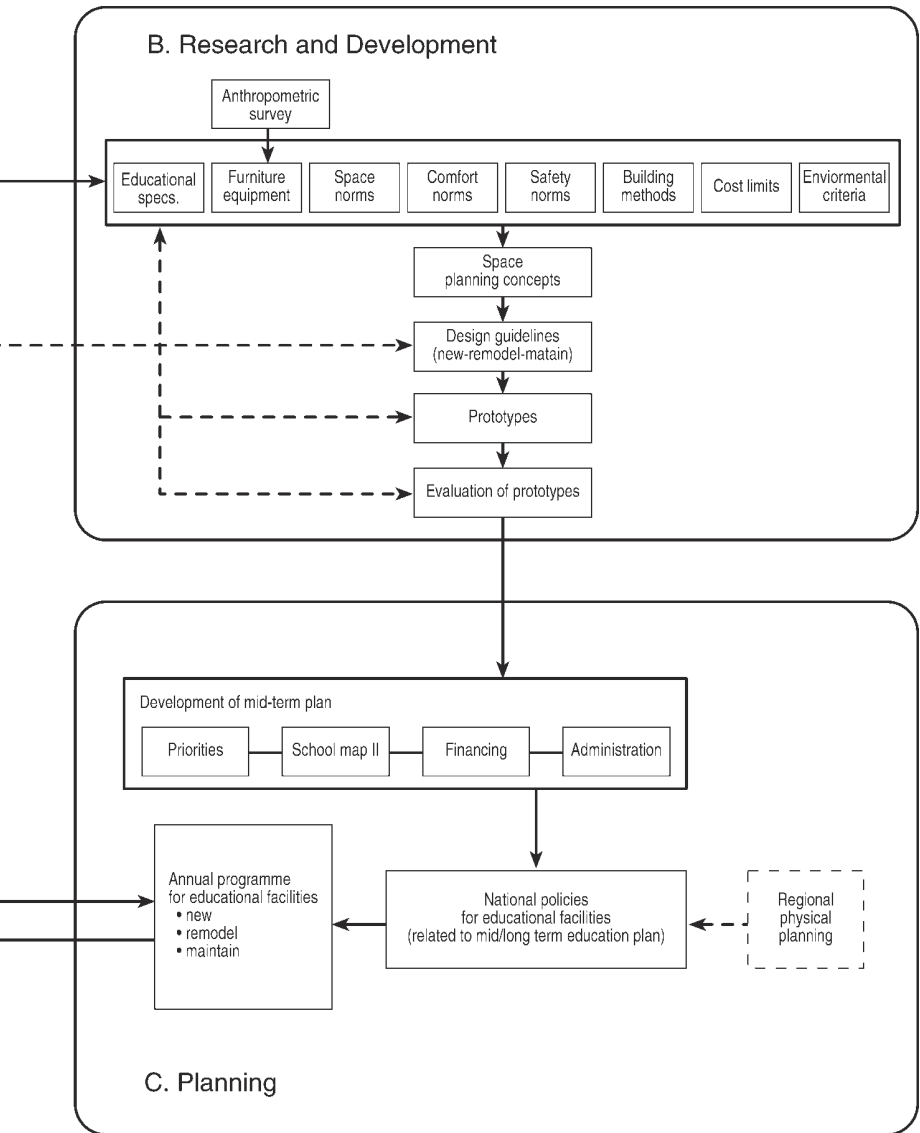 B. Research and Development
Anthropometric
survey
Educational
specs.
Furniture
equipment
Space
norms
Comfort
norms
Safety
norms
Building
methods
Cost limits
Enviormental
criteria
Space
planning concepts
Design guidelines
(new-remodel-matain)
Prototypes
Evaluation of prototypes
Development of mid-term plan
Priorities
School map II
Financing
Administration
Annual programme
for educational facilities
• new
• remodel
• maintain
National policies
for educational facilities
(related to mid/long term education plan)
Regional
physical
planning
C. Planning